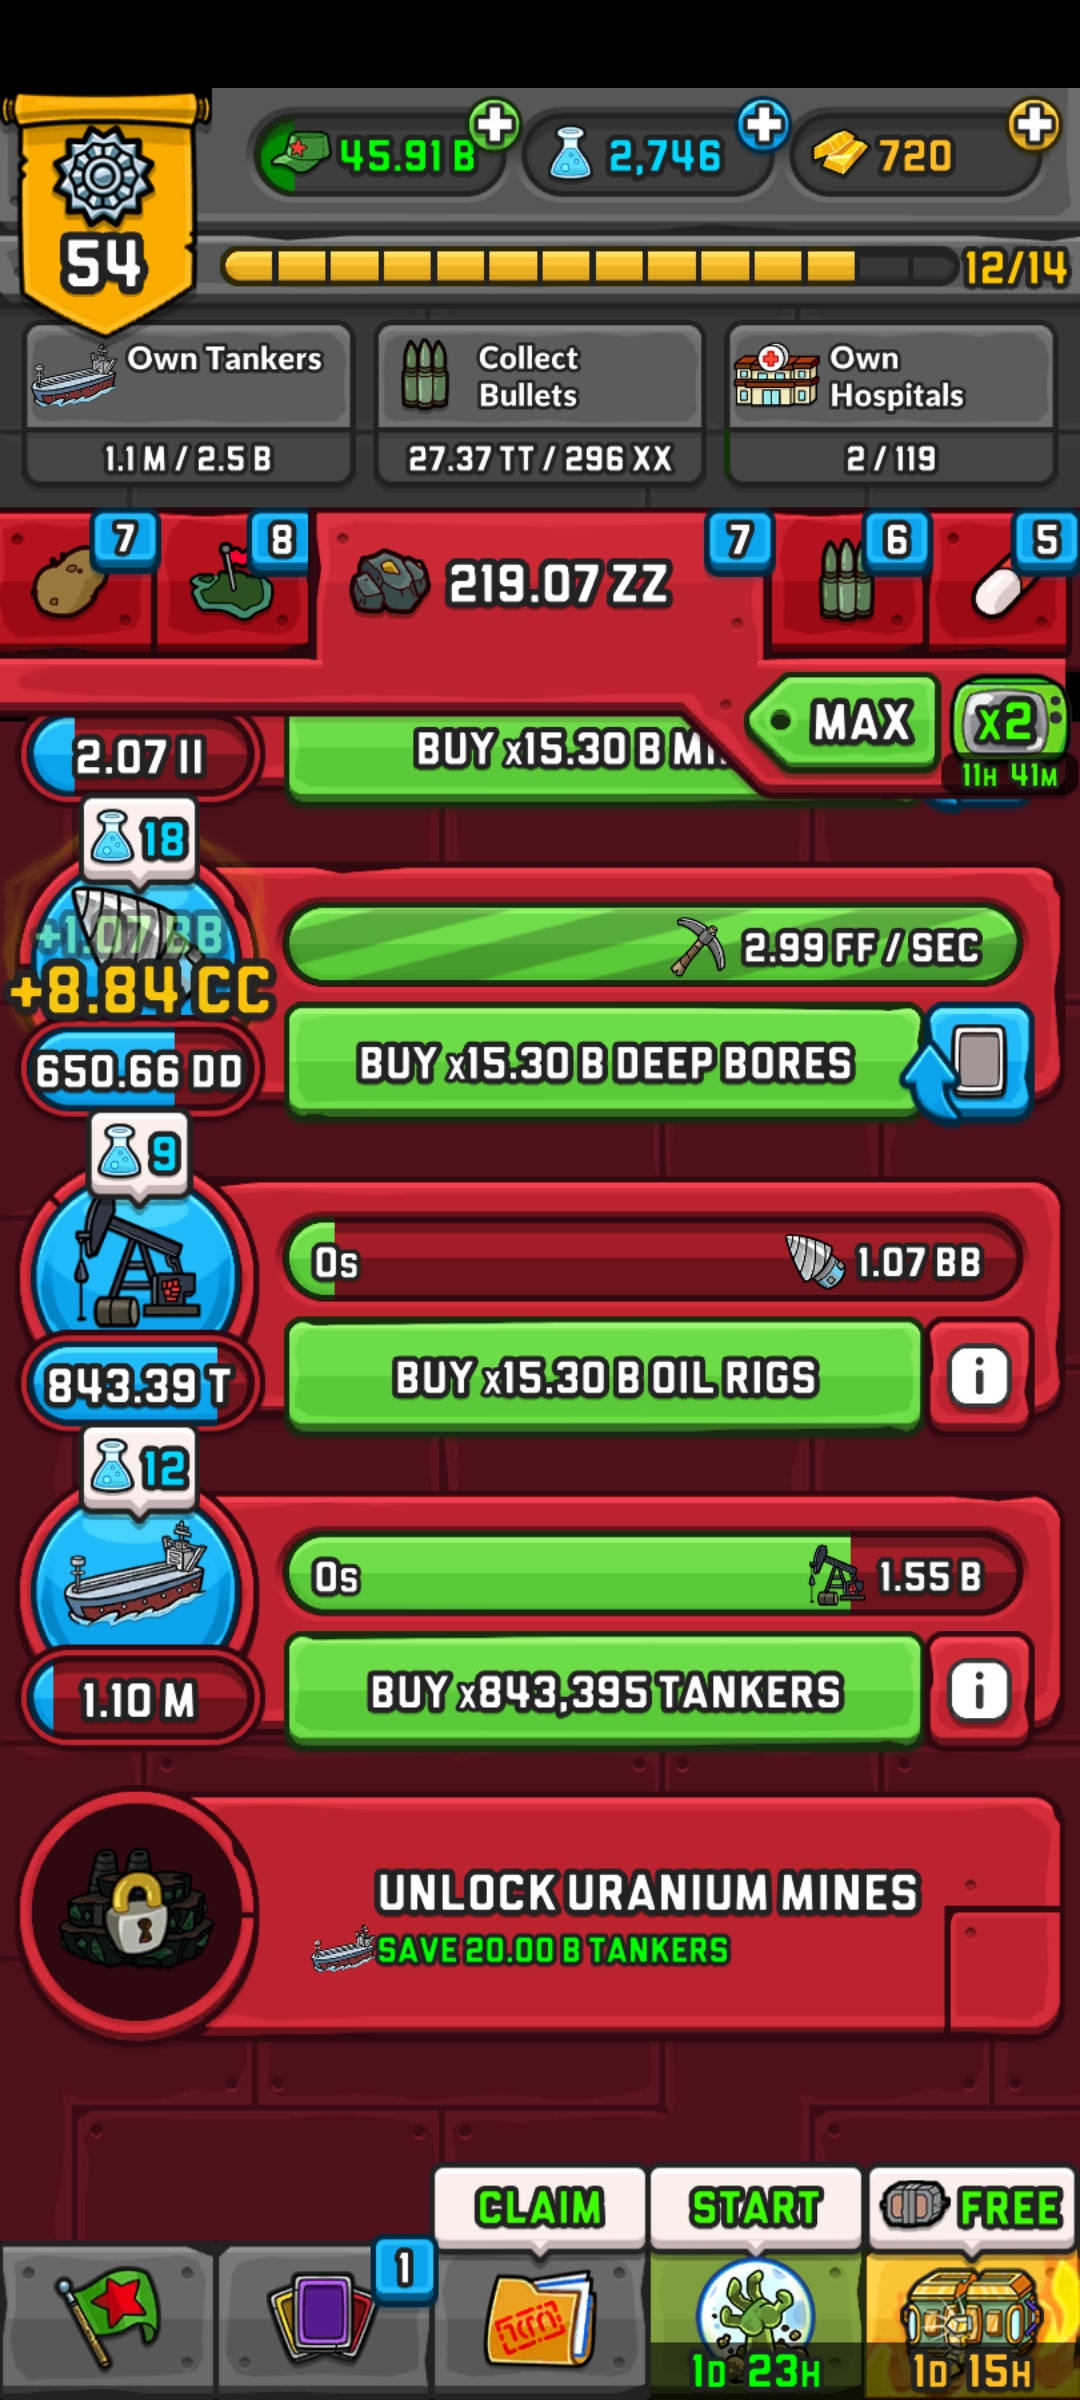 54
45.91 B
2,746
720
12/14
Own Tankers
1.1 M / 2.5 B
Collect
Bullets
27.37 TT / 296 XX
Own
Hospitals
2 / 119
7
8
219.07 ZZ
7
6
5
MAX
x2
11H 41M
2.07 II
BUY x15.30 B
18
+1.07 BB
+8.84 CC
650.66 DD
2.99 FF / SEC
BUY x15.30 B DEEP BORES
9
843.39 T
0s
1.07 BB
BUY x15.30 B OIL RIGS
i
12
1.10 M
0s
1.55 B
BUY x843,395 TANKERS
i
UNLOCK URANIUM MINES
SAVE 20.00 B TANKERS
CLAIM
START
FREE
1
1D 23H
1D 15H